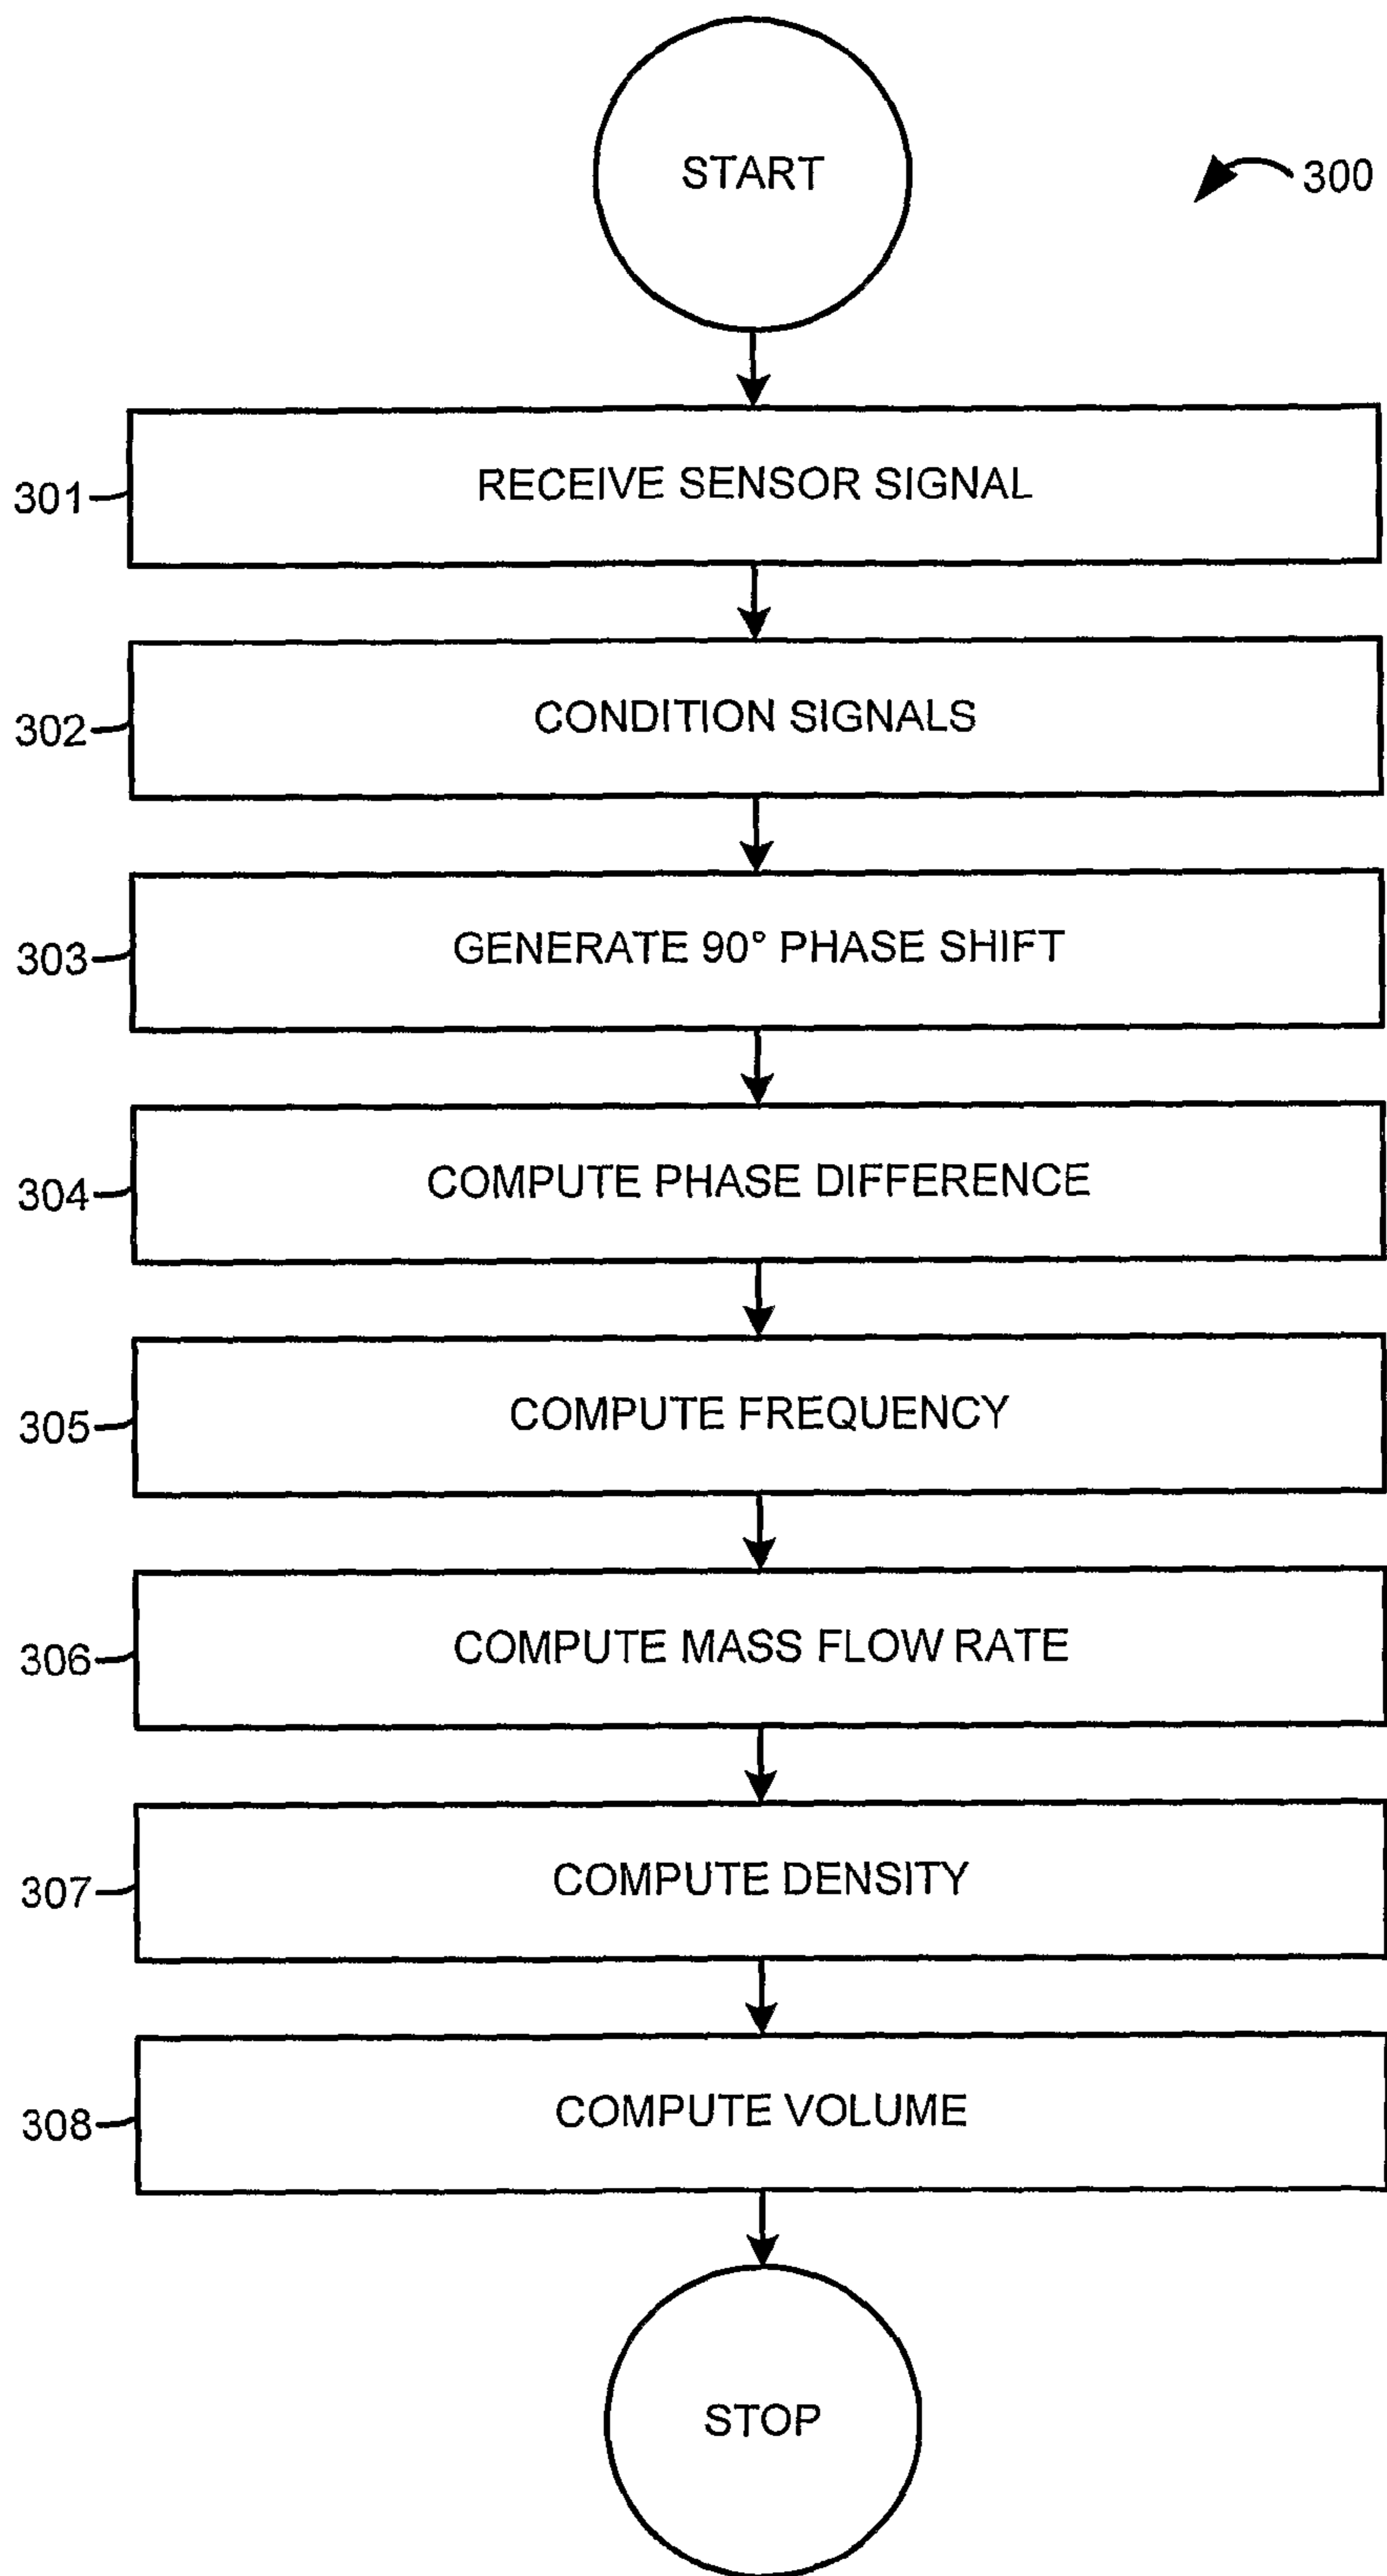 START
300
301
RECEIVE SENSOR SIGNAL
302
CONDITION SIGNALS
303
GENERATE 90° PHASE SHIFT
304
COMPUTE PHASE DIFFERENCE
305
COMPUTE FREQUENCY
306
COMPUTE MASS FLOW RATE
307
COMPUTE DENSITY
308
COMPUTE VOLUME
STOP